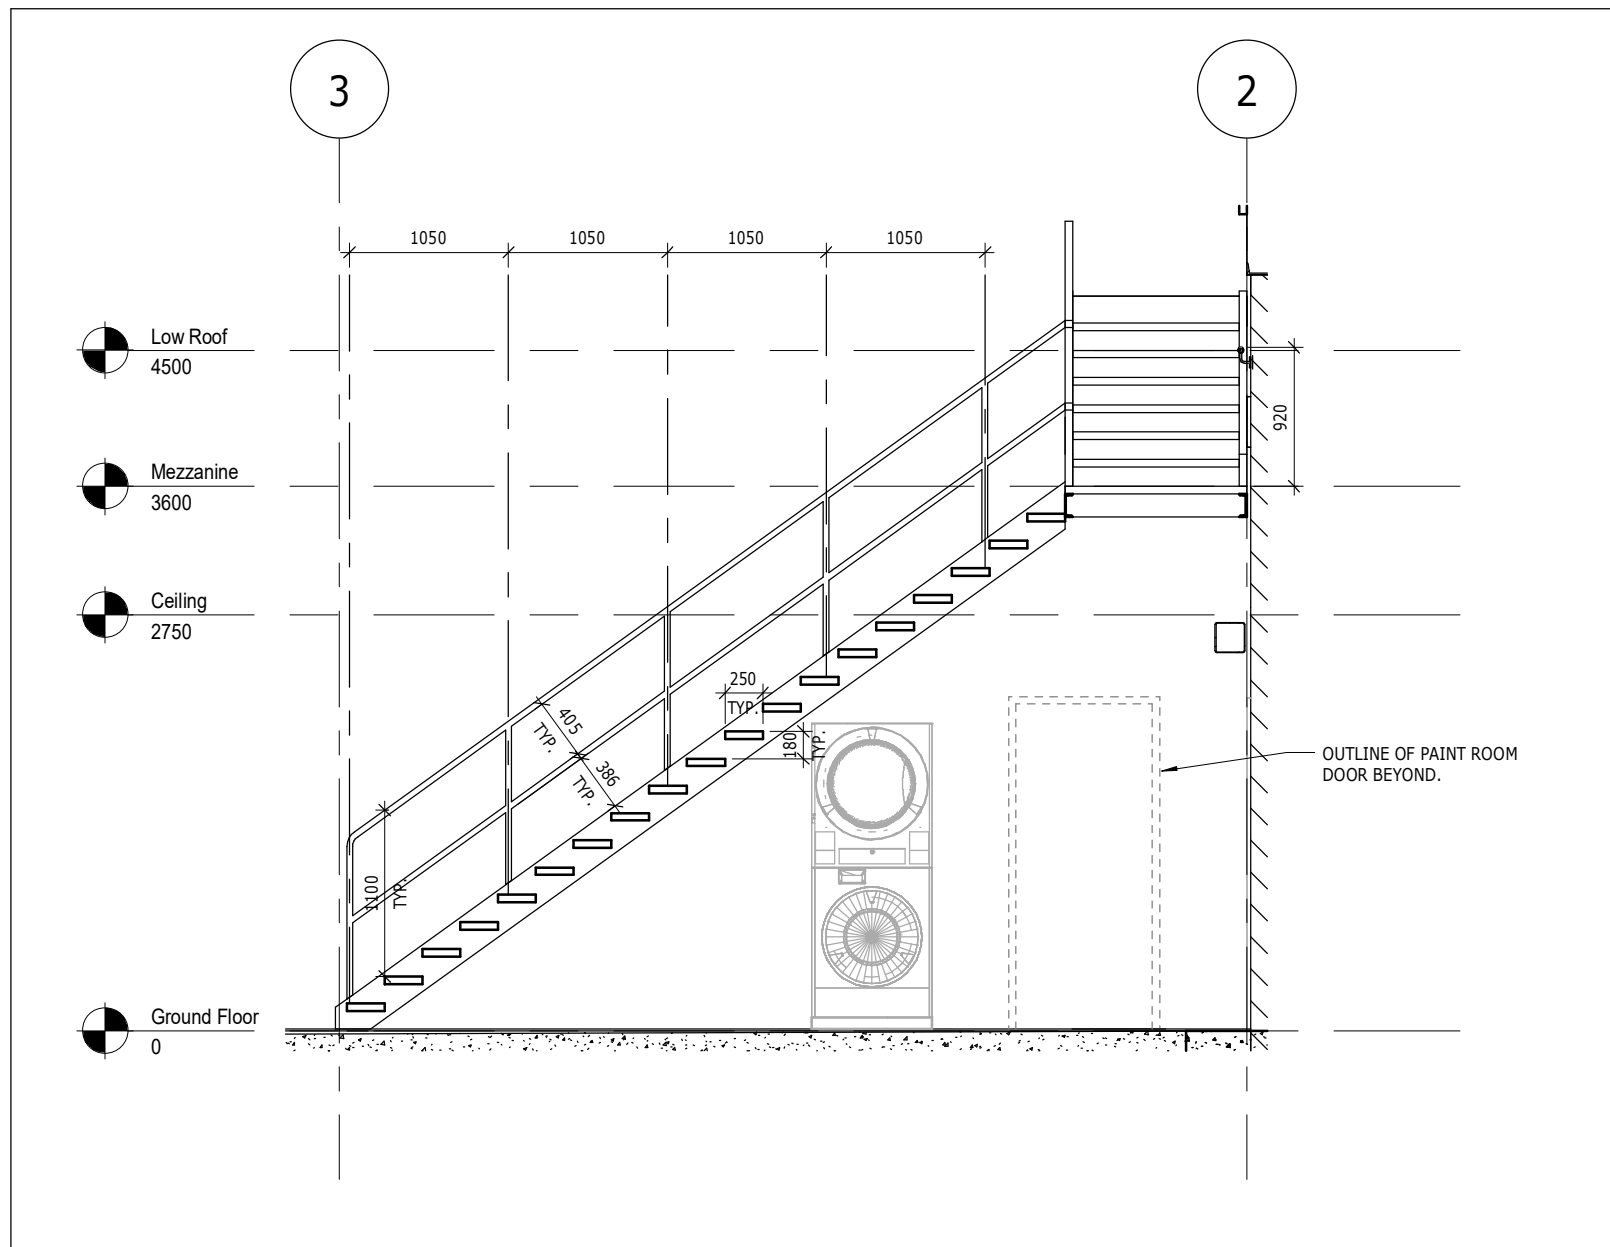 3
2
1050
1050
1050
1050
Low Roof
4500
920
Mezzanine
3600
Ceiling
2750
250
TYP.
405
TYP.
180
TYP.
386
TYP.
OUTLINE OF PAINT ROOM
DOOR BEYOND.
1100
TYP.
Ground Floor
0